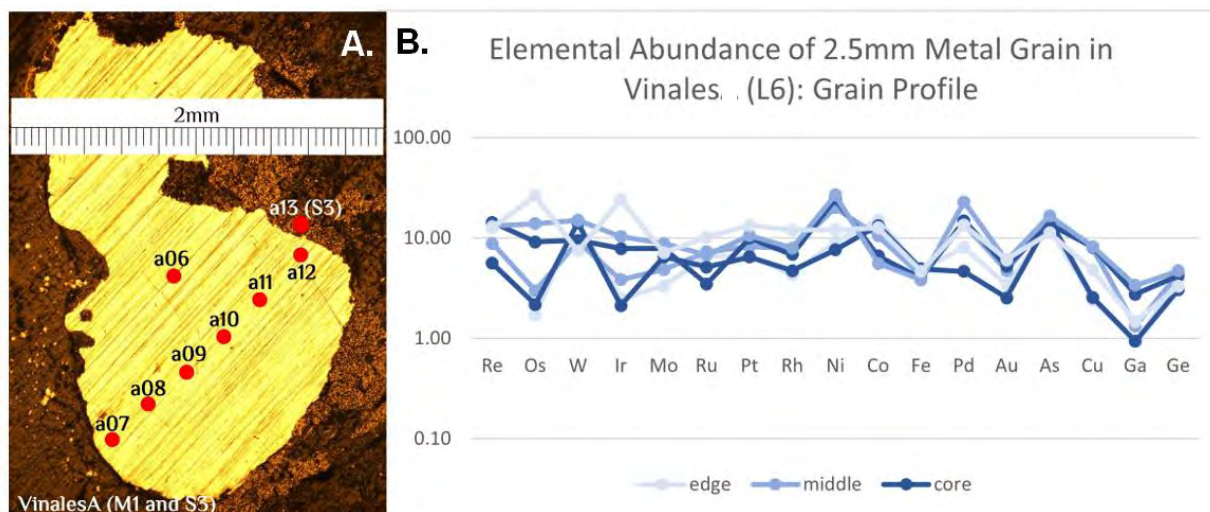 A.
2mm
a13 (S3)
a06
a12
a11
a10
a09
a08
a07
VinalesA (M1 and S3)
B.
Elemental Abundance of 2.5mm Metal Grain in
Vinales. . (L6): Grain Profile
100.00
10.00
1.00
Re Os W Ir Mo Ru Pt Rh Ni Co Fe Pd Au As Cu Ga Ge
0.10
edge middle core